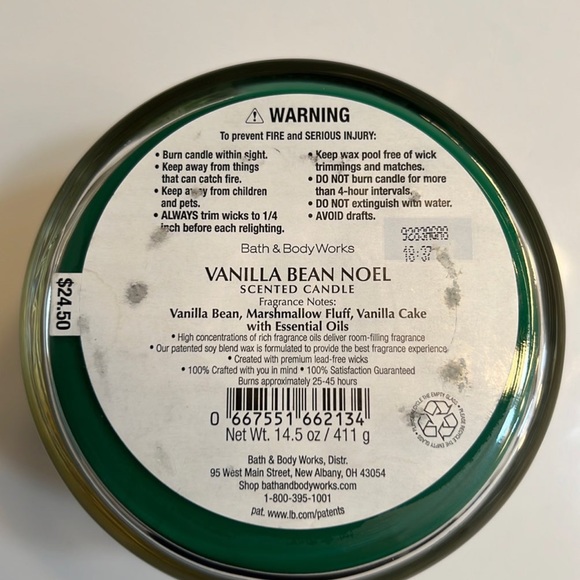 ⚠ WARNING
To prevent FIRE and SERIOUS INJURY:
• Burn candle within sight.
• Keep away from things
that can catch fire.
• Keep away from children
and pets.
• ALWAYS trim wicks to 1/4
inch before each relighting.
• Keep wax pool free of wick
trimmings and matches.
• DO NOT burn candle for more
than 4-hour intervals.
• DO NOT extinguish with water.
• AVOID drafts.
18:37
Bath & Body Works
VANILLA BEAN NOEL
SCENTED CANDLE
Fragrance Notes:
Vanilla Bean, Marshmallow Fluff, Vanilla Cake
with Essential Oils
• High concentrations of rich fragrance oils deliver room-filling fragrance
• Our patented soy blend wax is formulated to provide the best fragrance experience
• Created with premium lead-free wicks
• 100% Crafted with you in mind • 100% Satisfaction Guaranteed
Burns approximately 25-45 hours
$24.50
0 667551 662134
Net Wt. 14.5 oz / 411 g
Bath & Body Works, Distr.
95 West Main Street, New Albany, OH 43054
Shop bathandbodyworks.com
1-800-395-1001
pat. www.lb.com/patents
PLEASE RECYCLE THE EMPTY GLASS •